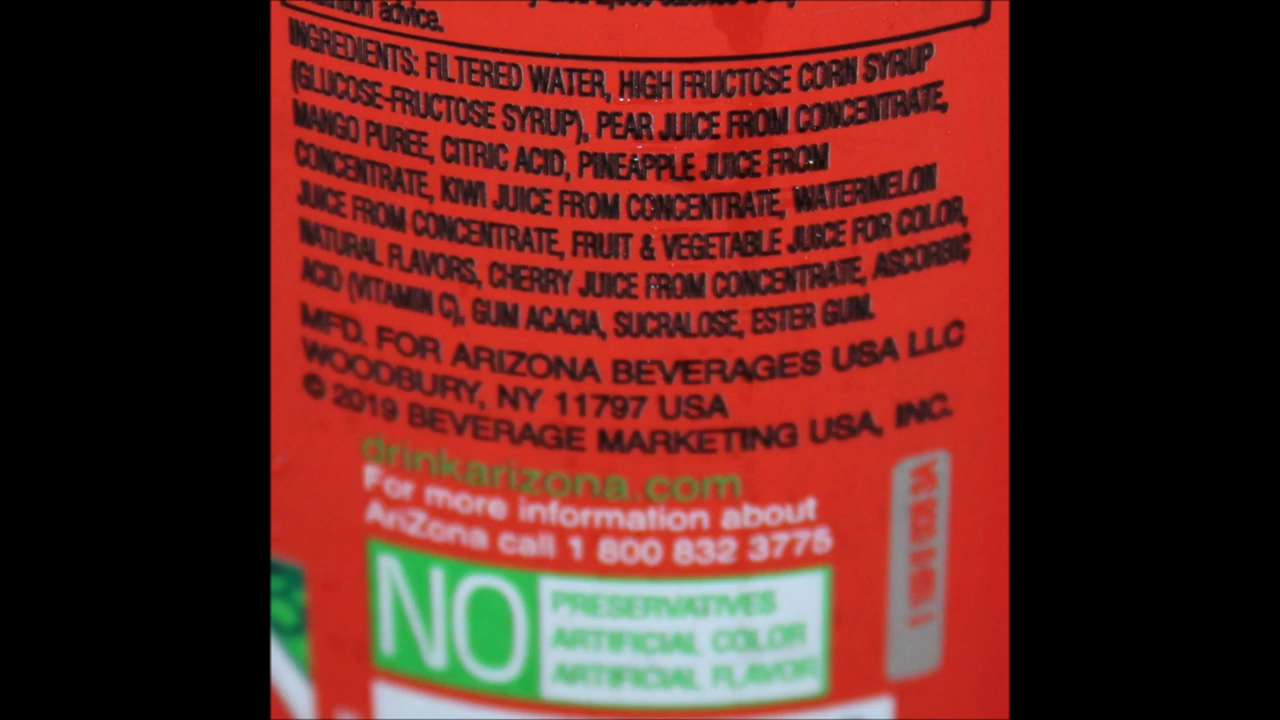 advice.
INGREDIENTS: FILTERED WATER, HIGH FRUCTOSE CORN SYRUP
(GLUCOSE-FRUCTOSE SYRUP), PEAR JUICE FROM CONCENTRATE,
MANGO PUREE, CITRIC ACID, PINEAPPLE JUICE FROM
CONCENTRATE, KIWI JUICE FROM CONCENTRATE, WATERMELON
JUICE FROM CONCENTRATE, FRUIT & VEGETABLE JUICE FOR COLOR,
NATURAL FLAVORS, CHERRY JUICE FROM CONCENTRATE, ASCORBIC
ACID (VITAMIN C), GUM ACACIA, SUCRALOSE, ESTER GUM.
MFD. FOR ARIZONA BEVERAGES USA LLC
WOODBURY, NY 11797 USA
© 2019 BEVERAGE MARKETING USA, INC.
drinkarizona.com
For more information about
AriZona call 1 800 832 3775
NO
PRESERVATIVES
ARTIFICIAL COLOR
ARTIFICIAL FLAVOR